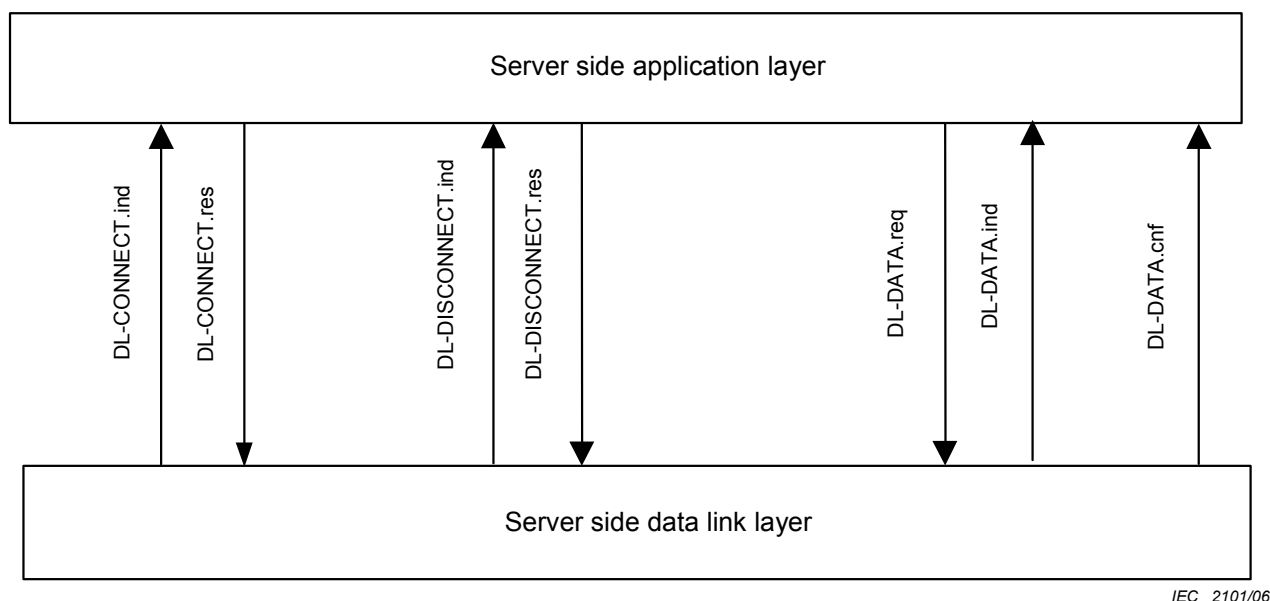 Server side application layer
DL-CONNECT.ind
DL-CONNECT.res
DL-DISCONNECT.ind
DL-DISCONNECT.res
DL-DATA.req
DL-DATA.ind
DL-DATA.cnf
Server side data link layer
IEC 2101/06